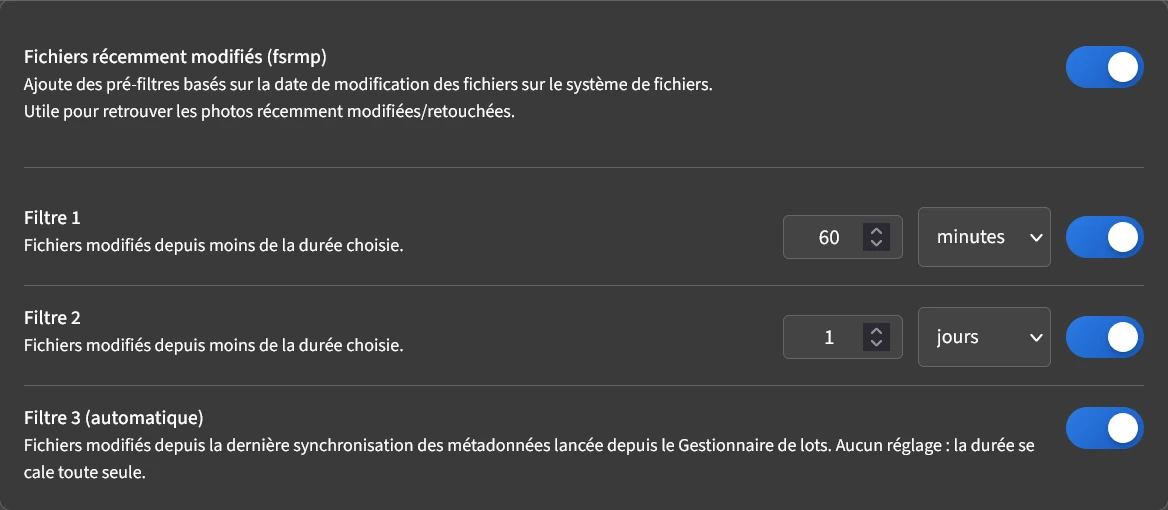 Fichiers récemment modifiés (fsrmp)
Ajoute des pré-filtres basés sur la date de modification des fichiers sur le système de fichiers.
Utile pour retrouver les photos récemment modifiées/retouchées.
Filtre 1
Fichiers modifiés depuis moins de la durée choisie.
60
minutes
Filtre 2
Fichiers modifiés depuis moins de la durée choisie.
1
jours
Filtre 3 (automatique)
Fichiers modifiés depuis la dernière synchronisation des métadonnées lancée depuis le Gestionnaire de lots. Aucun réglage : la durée se
cale toute seule.